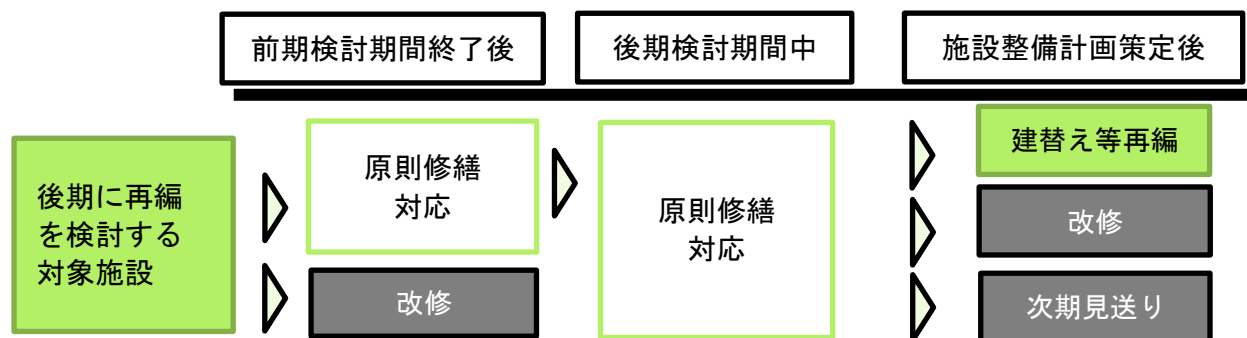 前期検討期間終了後
後期検討期間中
施設整備計画策定後
後期に再編
を検討する
対象施設
原則修繕
対応
改修
原則修繕
対応
建替え等再編
改修
次期見送り